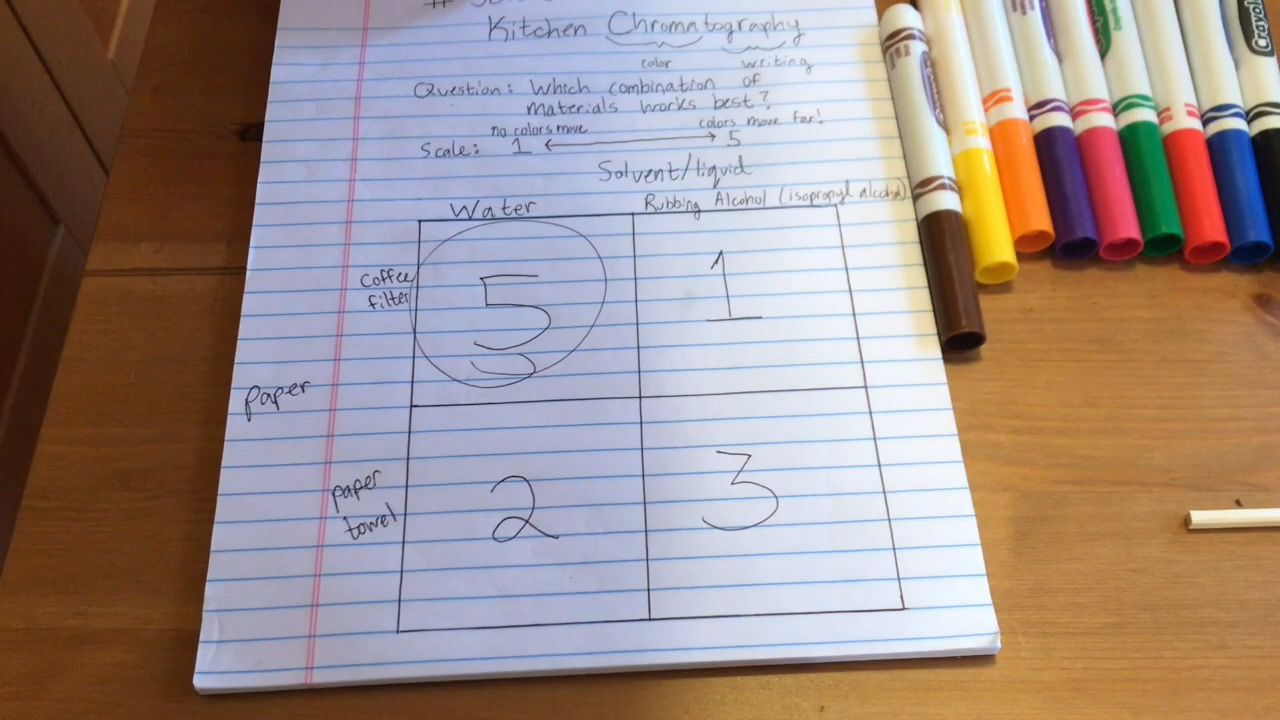 Kitchen Chromatography
color writing
Question: Which combination of
materials works best?
no colors move colors move far!
Scale: 1 5
Solvent/liquid
Water Rubbing Alcohol (isopropyl alcohol)
coffee
filter
5 1
Paper
paper
towel
2 3
Crayola